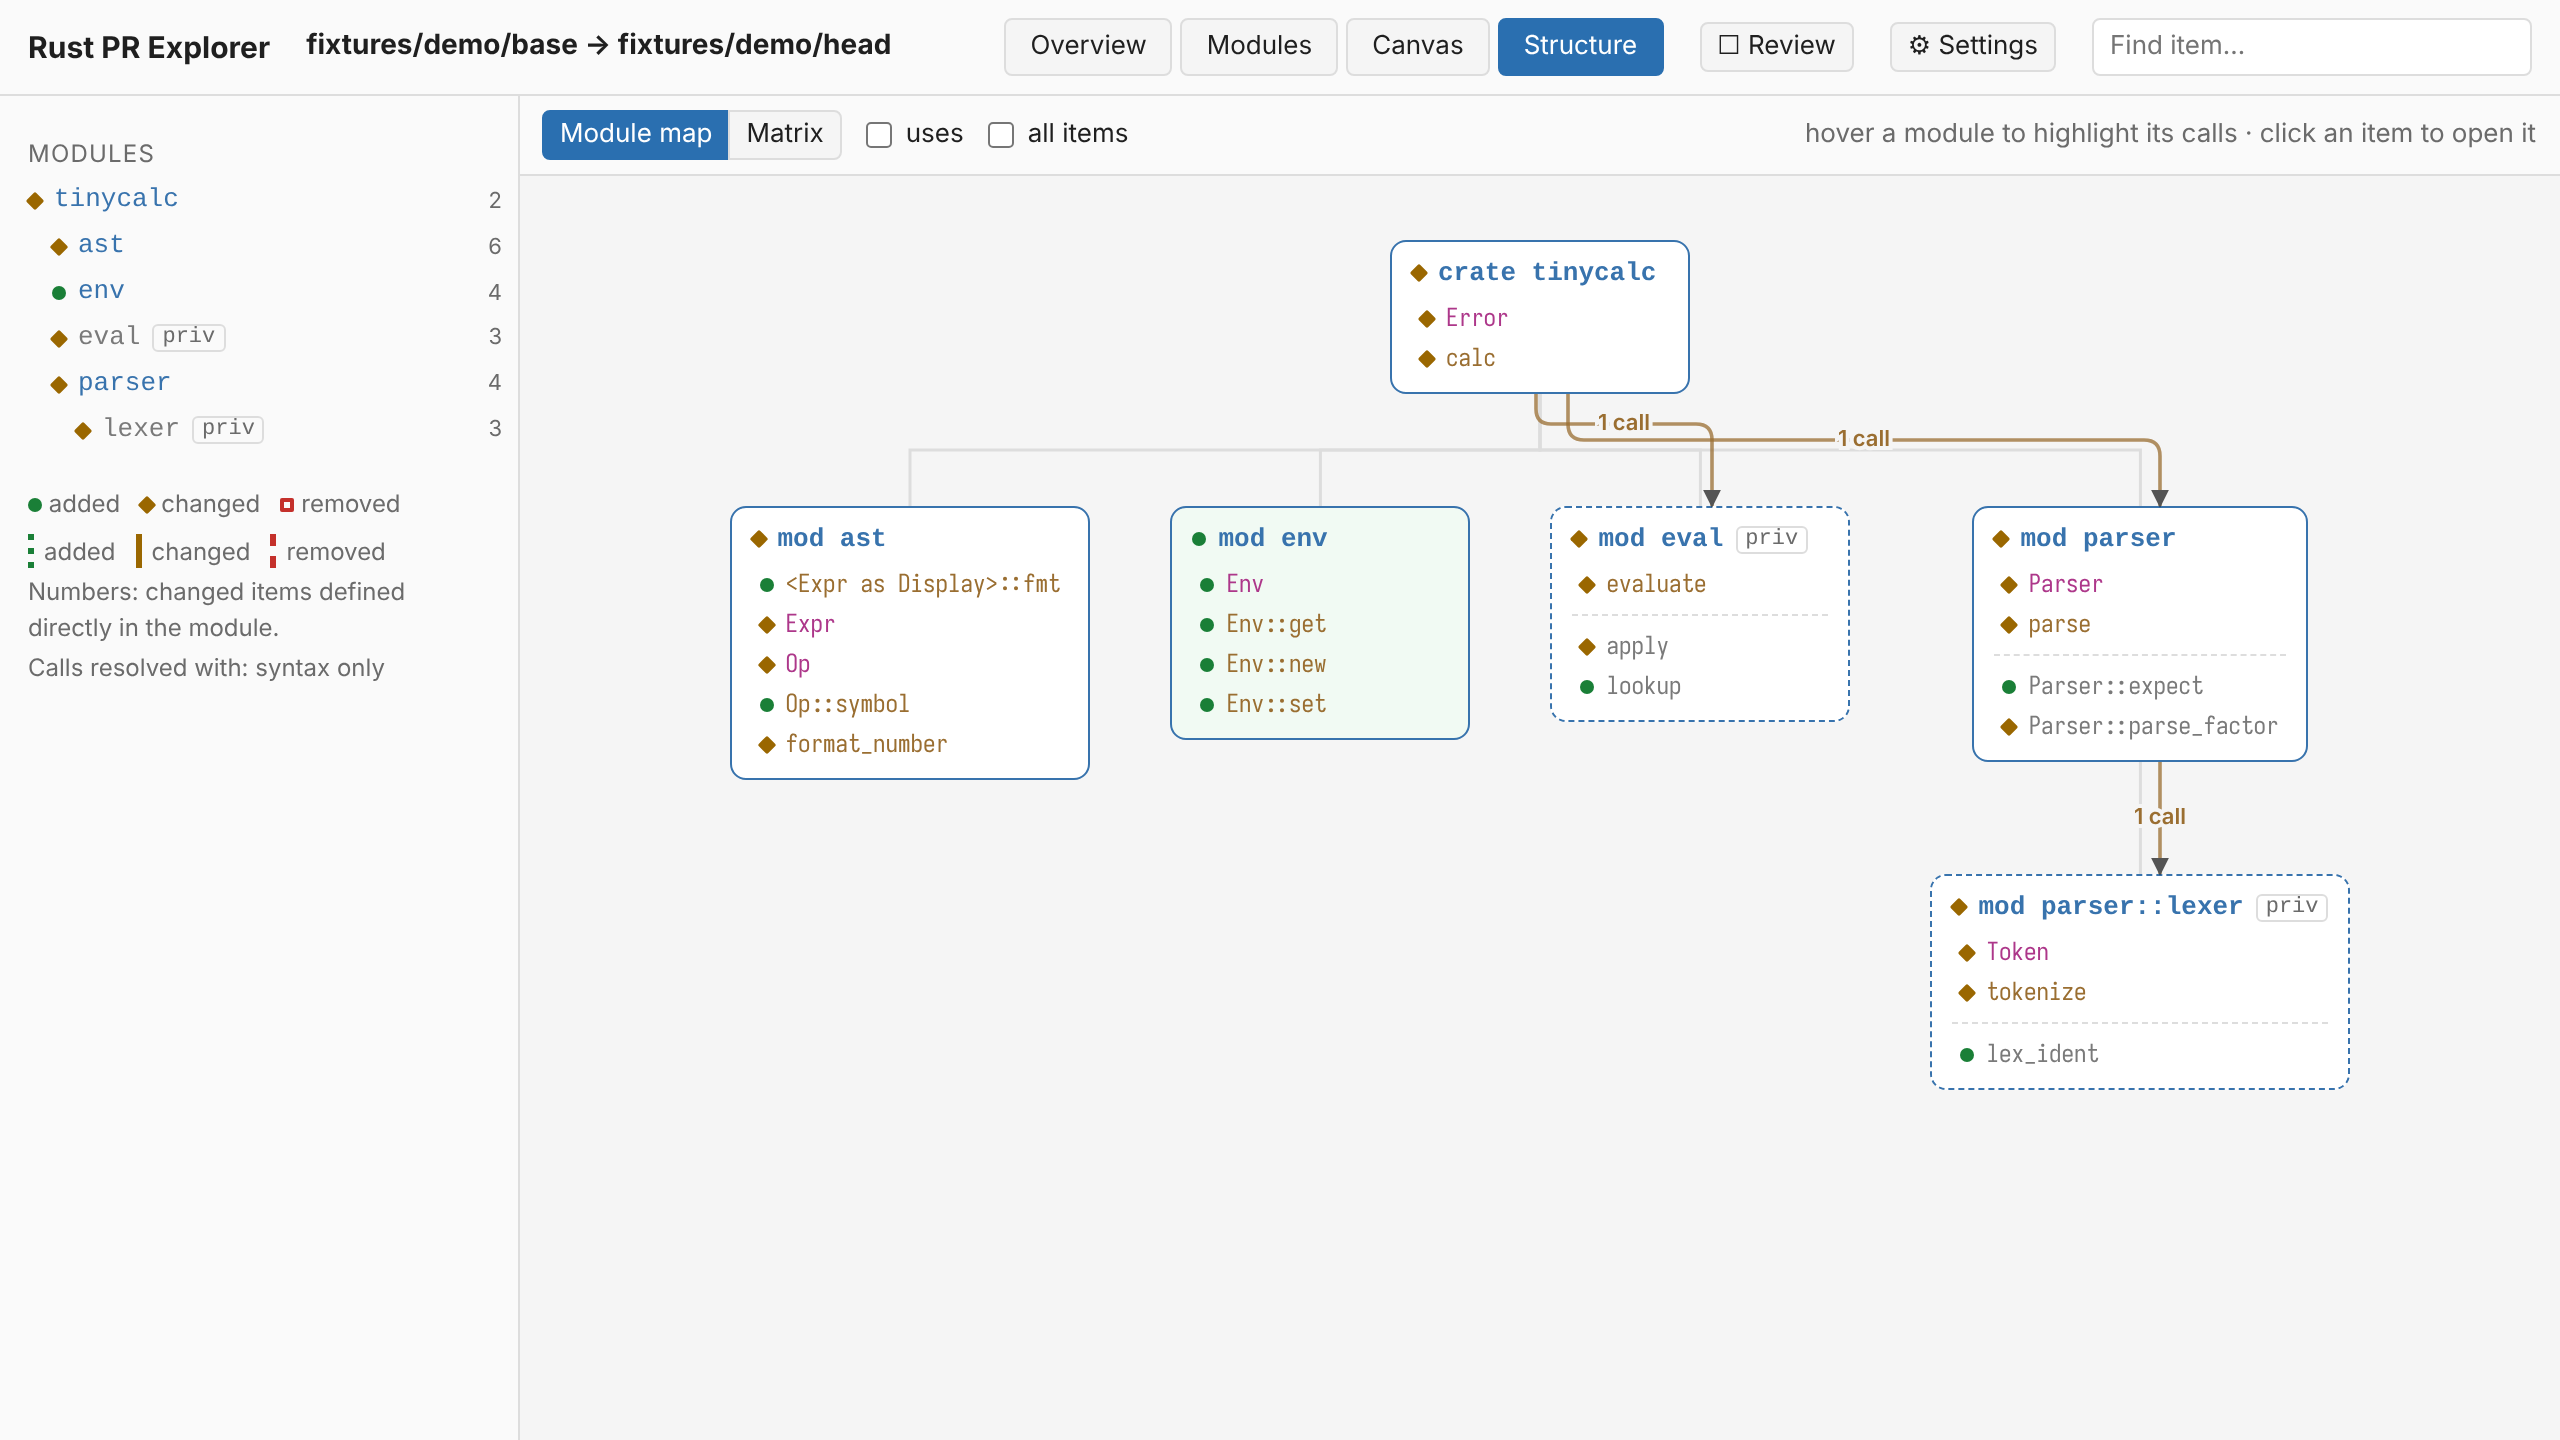 Rust PR Explorer
fixtures/demo/base → fixtures/demo/head
Overview
Modules
Canvas
Structure
☐ Review
⚙ Settings
Find item...
MODULES
tinycalc 2
ast 6
env 4
eval priv 3
parser 4
lexer priv 3
added changed removed
added changed removed
Numbers: changed items defined
directly in the module.
Calls resolved with: syntax only
Module map
Matrix
uses
all items
hover a module to highlight its calls · click an item to open it
crate tinycalc
Error
calc
1 call
1 call
mod ast
<Expr as Display>::fmt
Expr
Op
Op::symbol
format_number
mod env
Env
Env::get
Env::new
Env::set
mod eval priv
evaluate
apply
lookup
mod parser
Parser
parse
Parser::expect
Parser::parse_factor
1 call
mod parser::lexer priv
Token
tokenize
lex_ident